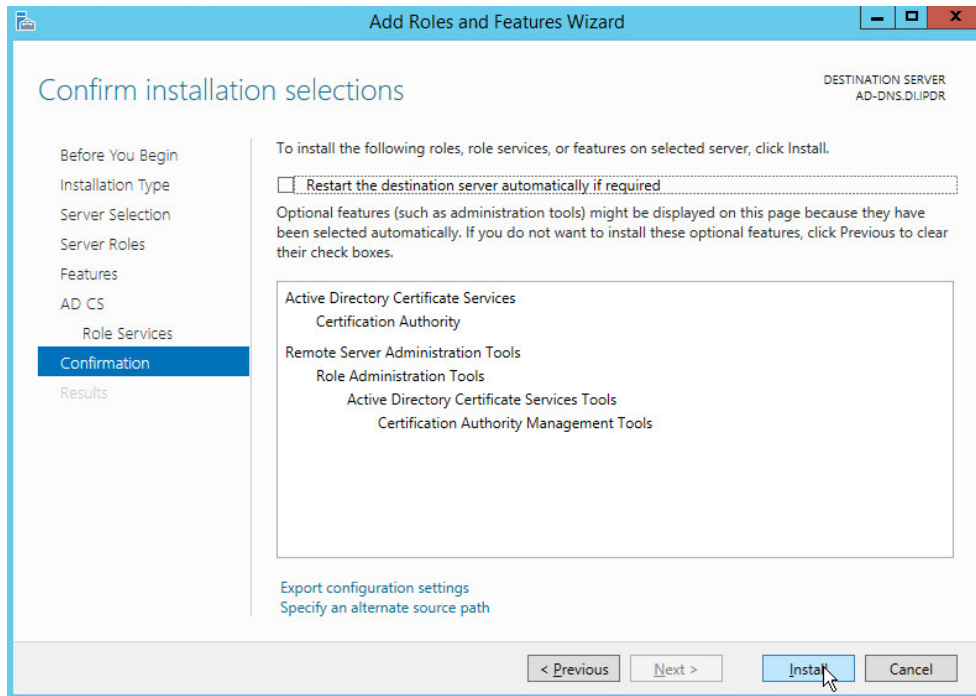 Add Roles and Features Wizard
Confirm installation selections
DESTINATION SERVER
AD-DNS.DI.IPDR
Before You Begin
Installation Type
Server Selection
Server Roles
Features
AD CS
Role Services
Confirmation
Results
To install the following roles, role services, or features on selected server, click Install.
Restart the destination server automatically if required
Optional features (such as administration tools) might be displayed on this page because they have
been selected automatically. If you do not want to install these optional features, click Previous to clear
their check boxes.
Active Directory Certificate Services
Certification Authority
Remote Server Administration Tools
Role Administration Tools
Active Directory Certificate Services Tools
Certification Authority Management Tools
Export configuration settings
Specify an alternate source path
< Previous
Next >
Install
Cancel